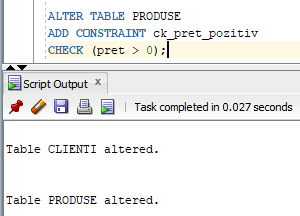 ALTER TABLE PRODUSE
ADD CONSTRAINT ck_pret_pozitiv
CHECK (pret > 0);
Script Output x
Task completed in 0.027 seconds
Table CLIENTI altered.
Table PRODUSE altered.